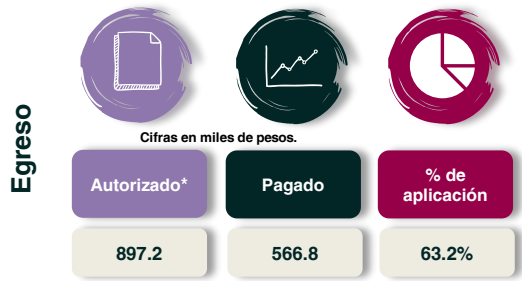 Egreso
Cifras en miles de pesos.
Autorizado*
Pagado
% de
aplicación
897.2
566.8
63.2%